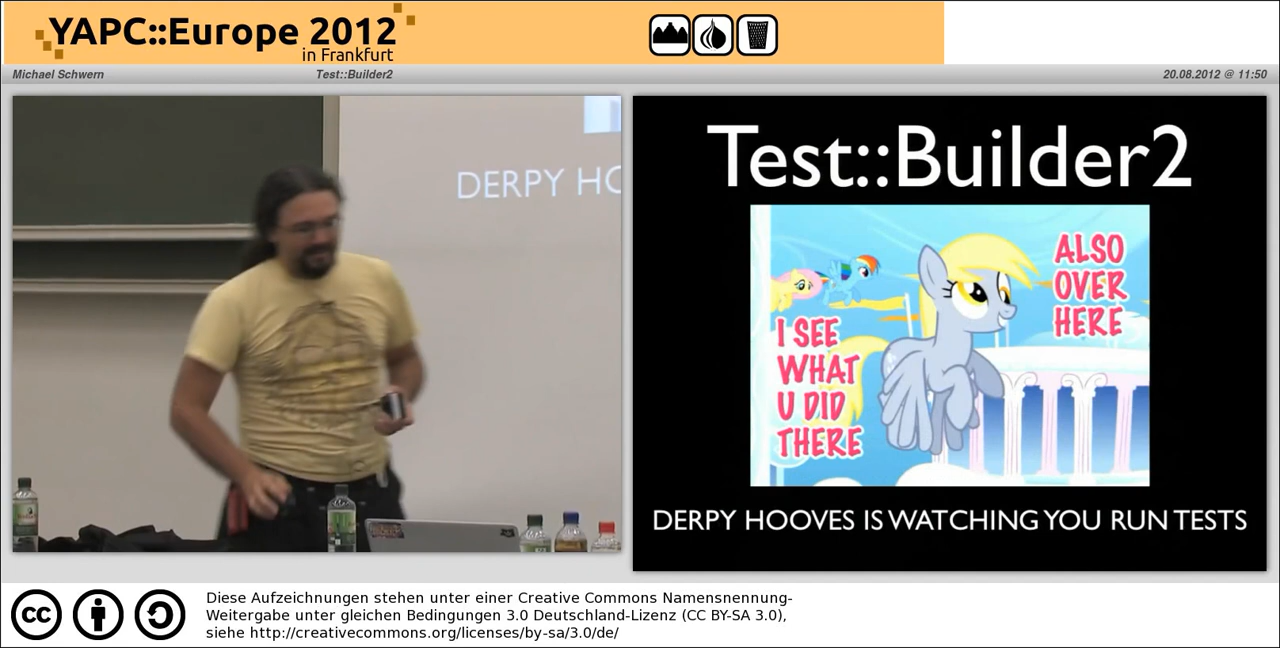 YAPC::Europe 2012
in Frankfurt
Michael Schwern
Test::Builder2
20.08.2012 @ 11:50
DERPY HO
Test::Builder2
I SEE
WHAT
U DID
THERE
ALSO
OVER
HERE
DERPY HOOVES IS WATCHING YOU RUN TESTS
cc
Diese Aufzeichnungen stehen unter einer Creative Commons Namensnennung-
Weitergabe unter gleichen Bedingungen 3.0 Deutschland-Lizenz (CC BY-SA 3.0),
siehe http://creativecommons.org/licenses/by-sa/3.0/de/